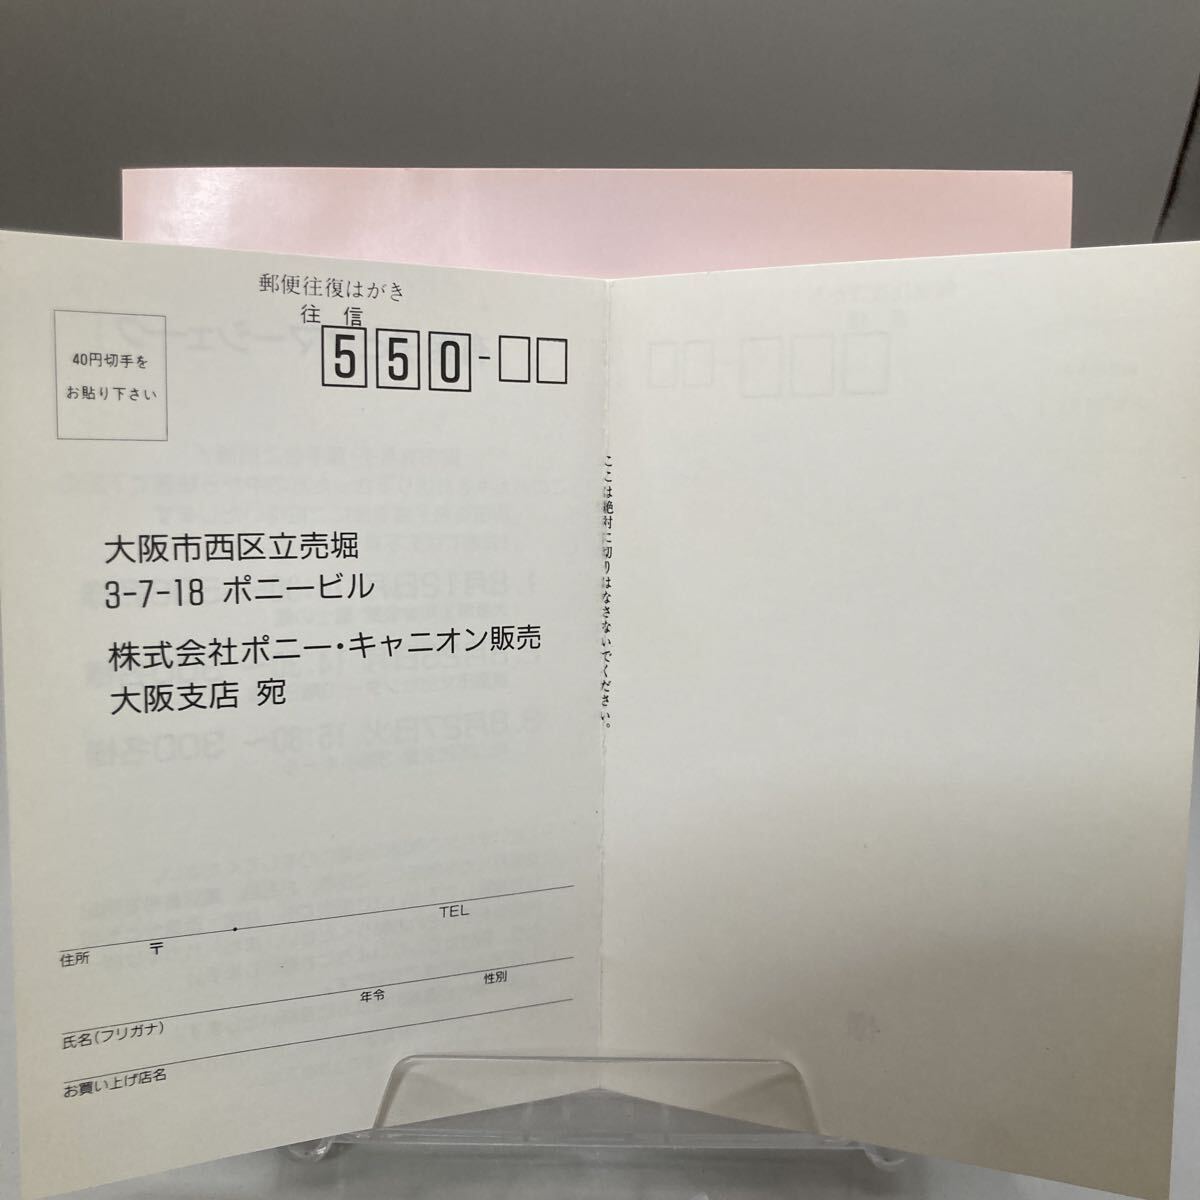 郵便往復はがき
往信
40円切手を
お貼り下さい
550-□□
大阪市西区立売堀
3-7-18 ポニービル
株式会社ポニー・キャニオン販売
大阪支店 宛
ここは絶対に切りはなさないでください。
住所 〒 TEL
氏名(フリガナ) 年令 性別
お買い上げ店名